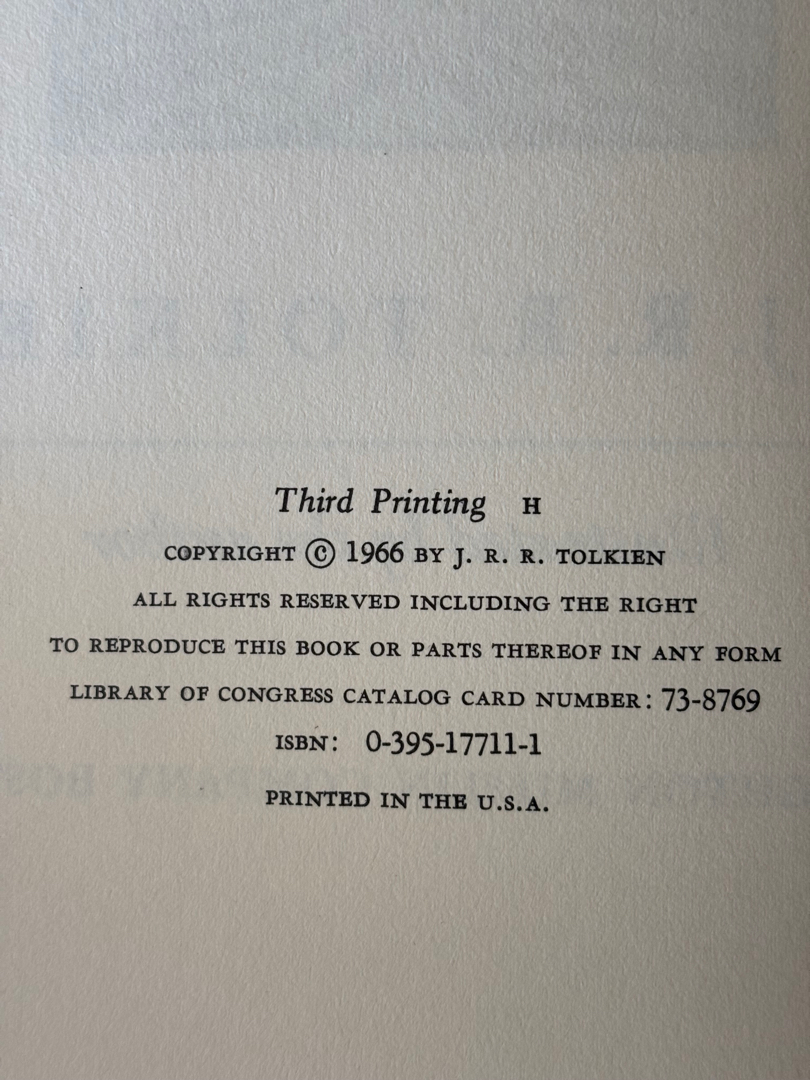 Third Printing H
COPYRIGHT © 1966 BY J. R. R. TOLKIEN
ALL RIGHTS RESERVED INCLUDING THE RIGHT
TO REPRODUCE THIS BOOK OR PARTS THEREOF IN ANY FORM
LIBRARY OF CONGRESS CATALOG CARD NUMBER: 73-8769
ISBN: 0-395-17711-1
PRINTED IN THE U.S.A.